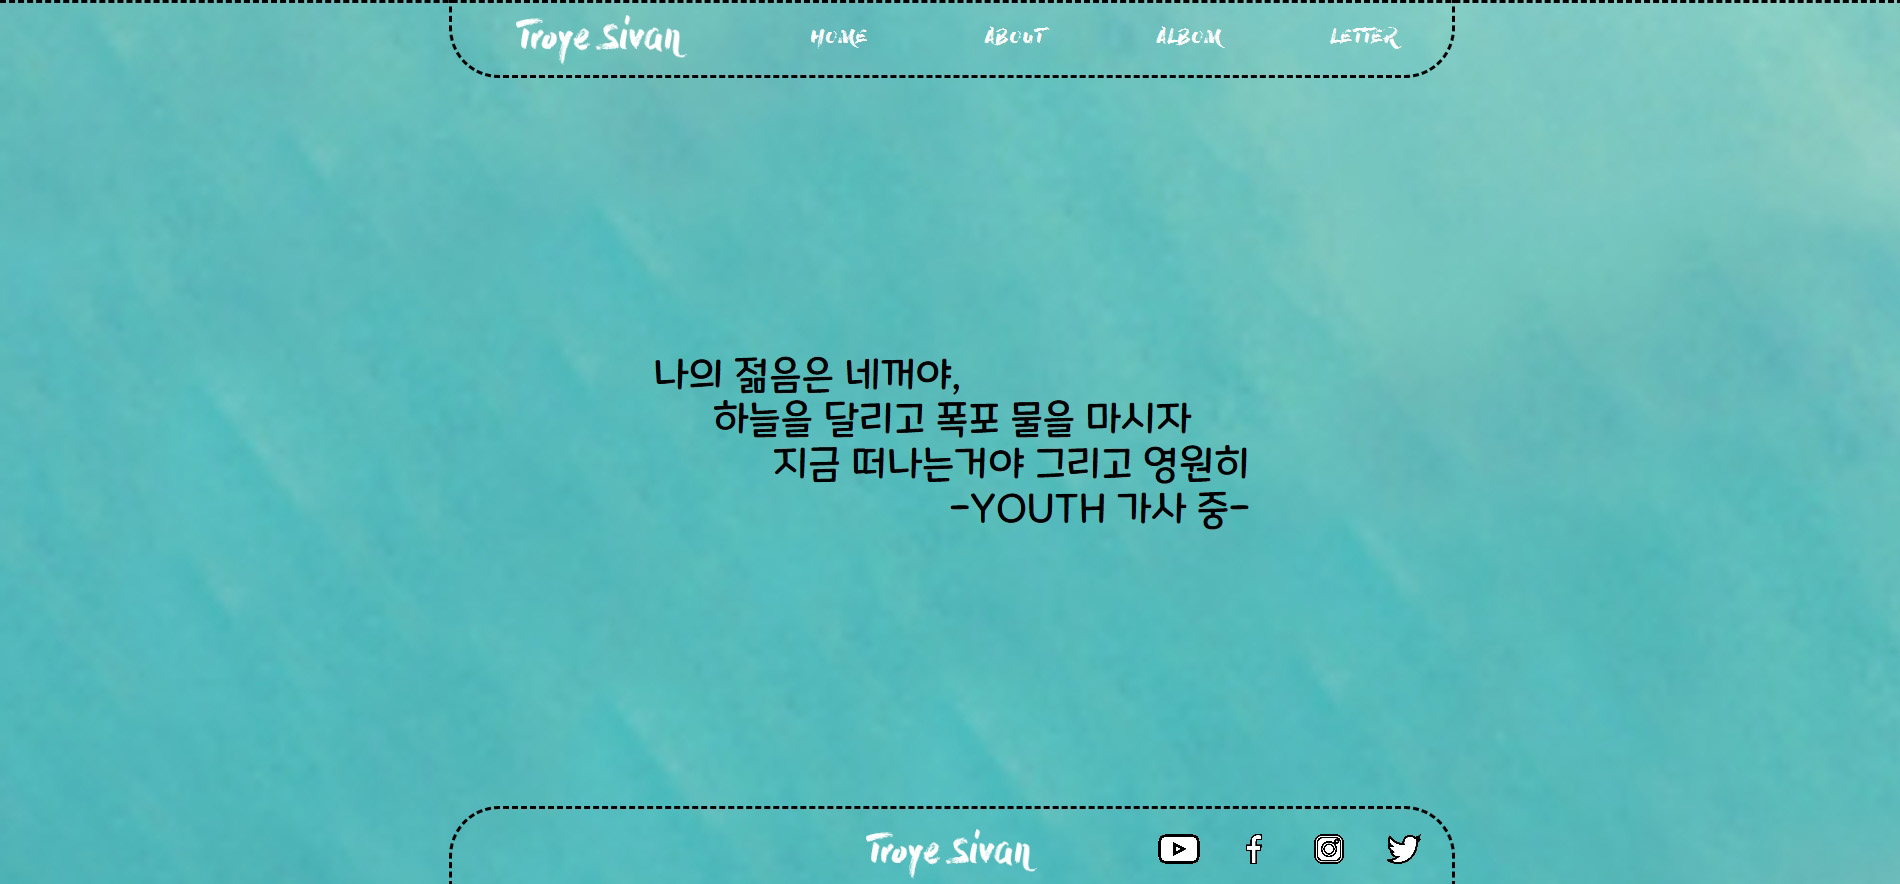 Troye Sivan HOME ABOUT ALBUM LETTER
나의 젊음은 네꺼야,
하늘을 달리고 폭포 물을 마시자
지금 떠나는거야 그리고 영원히
-YOUTH 가사 중-
Troye Sivan